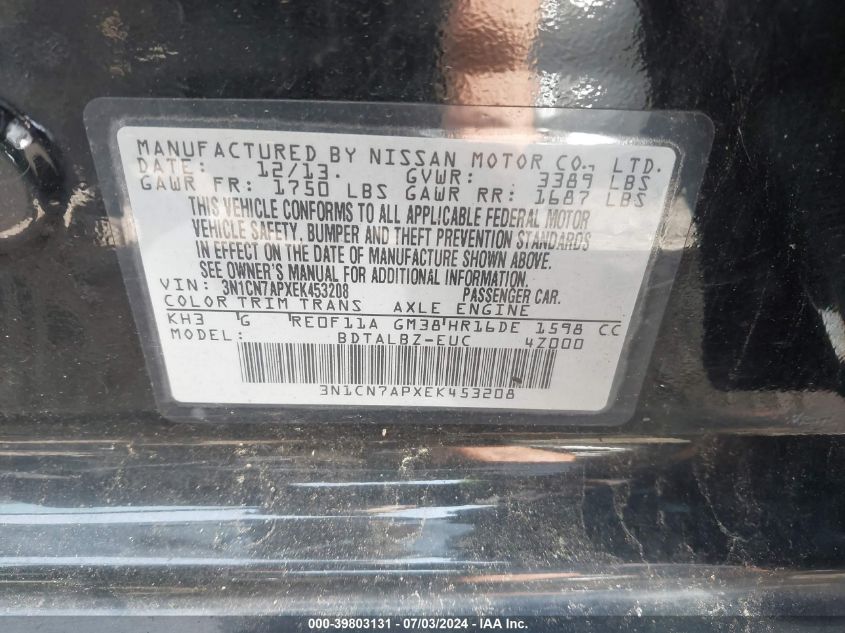 MANUFACTURED BY NISSAN MOTOR CO., LTD.
DATE: 12/13. GVWR: 3389 LBS
GAWR FR: 1750 LBS GAWR RR: 1687 LBS
THIS VEHICLE CONFORMS TO ALL APPLICABLE FEDERAL MOTOR
VEHICLE SAFETY, BUMPER AND THEFT PREVENTION STANDARDS
IN EFFECT ON THE DATE OF MANUFACTURE SHOWN ABOVE.
SEE OWNER'S MANUAL FOR ADDITIONAL INFORMATION.
VIN: 3N1CN7APXEK453208 PASSENGER CAR.
COLOR TRIM TRANS AXLE ENGINE
KH3 G RE0F11A GM38 HR16DE 1598 CC
MODEL: BDTALBZ-EUC 4Z000
3N1CN7APXEK453208
000-39803131 - 07/03/2024 - IAAI Inc.